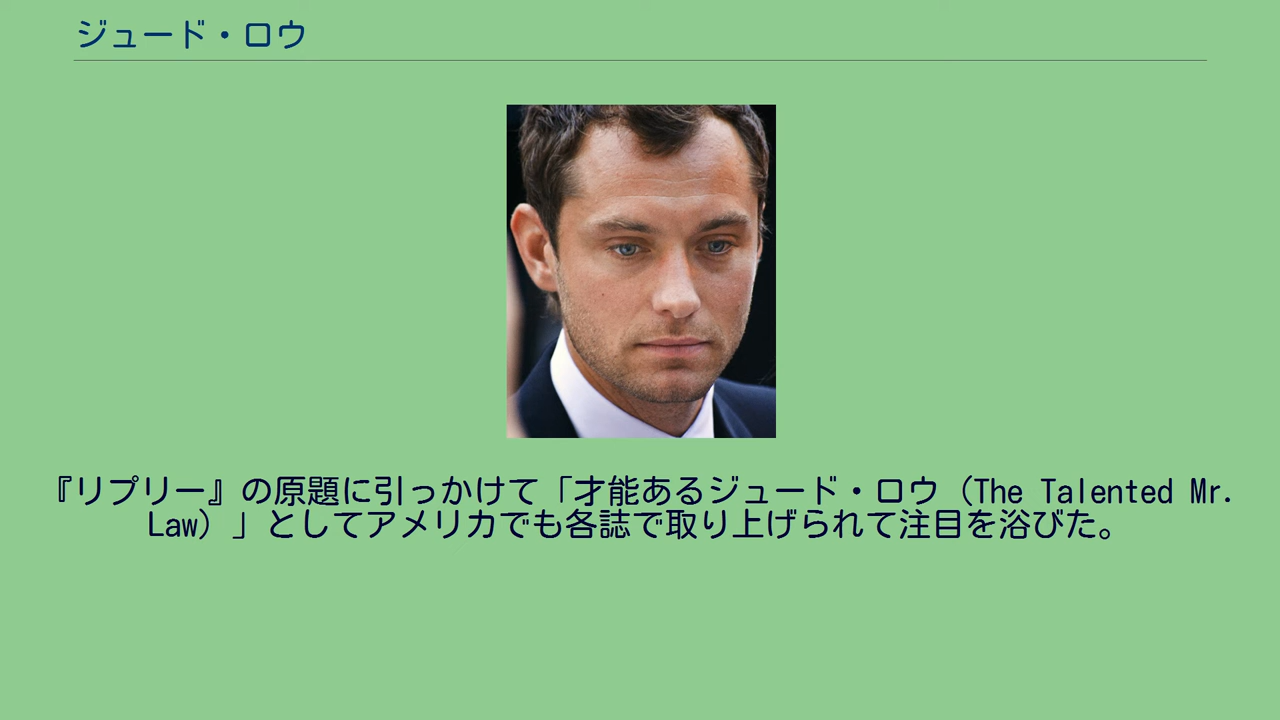 ジュード・ロウ
『リプリー』の原題に引っかけて「才能あるジュード・ロウ（The Talented Mr.
Law）」としてアメリカでも各誌で取り上げられて注目を浴びた。